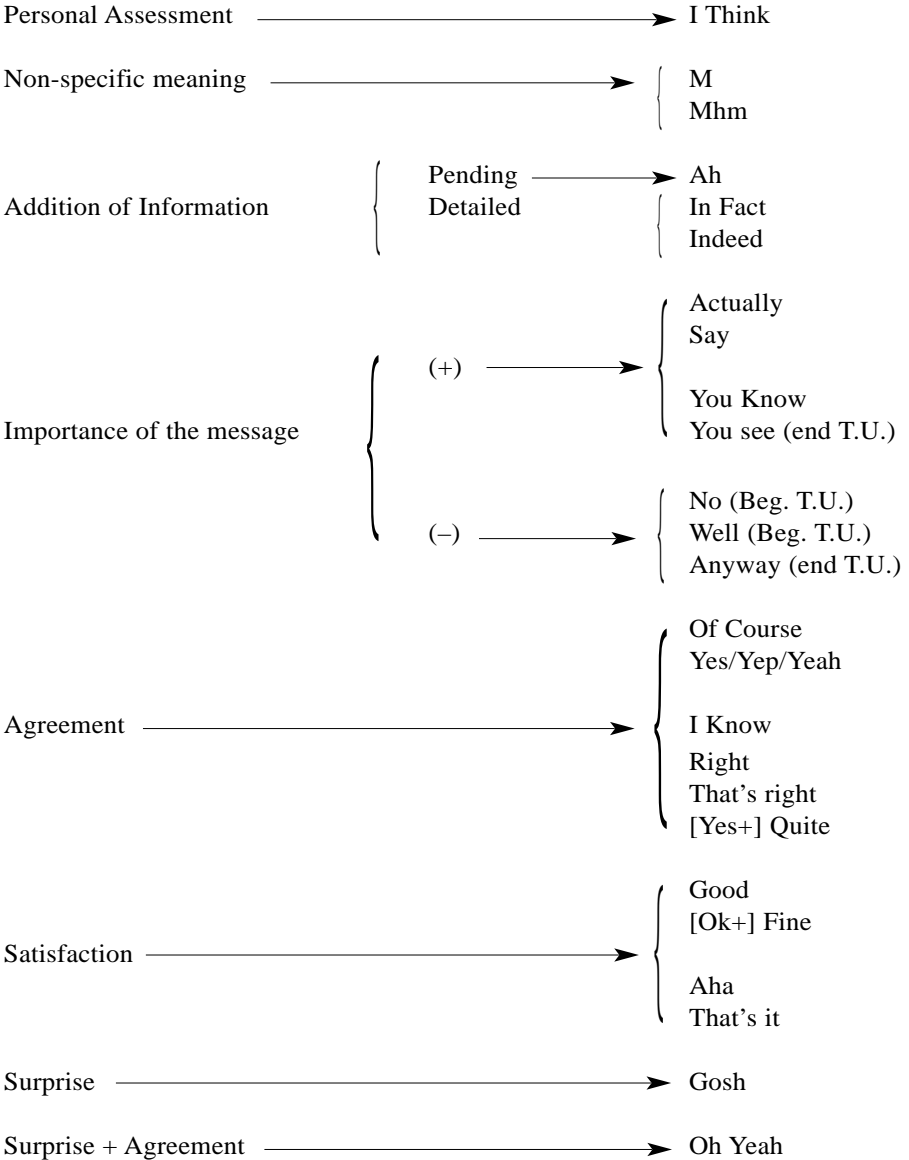 Personal Assessment I Think
Non-specific meaning M
Mhm
Pending Ah
Addition of Information Detailed In Fact
Indeed
Actually
Say
(+)
You Know
Importance of the message You see (end T.U.)
No (Beg. T.U.)
(–) Well (Beg. T.U.)
Anyway (end T.U.)
Of Course
Yes/Yep/Yeah
Agreement I Know
Right
That’s right
[Yes+] Quite
Good
[Ok+] Fine
Satisfaction
Aha
That's it
Surprise Gosh
Surprise + Agreement Oh Yeah